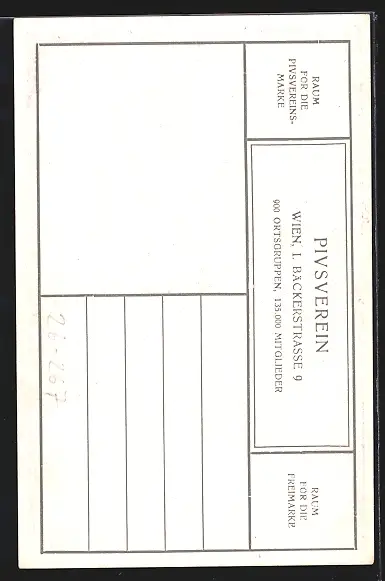 RAUM
FÜR DIE
PIVSVEREINS-
MARKE
PIVSVEREIN
WIEN, I. BÄCKERSTRASSE 9
900 ORTSGRUPPEN, 135.000 MITGLIEDER
RAUM
FÜR DIE
FREIMARKE
26-267